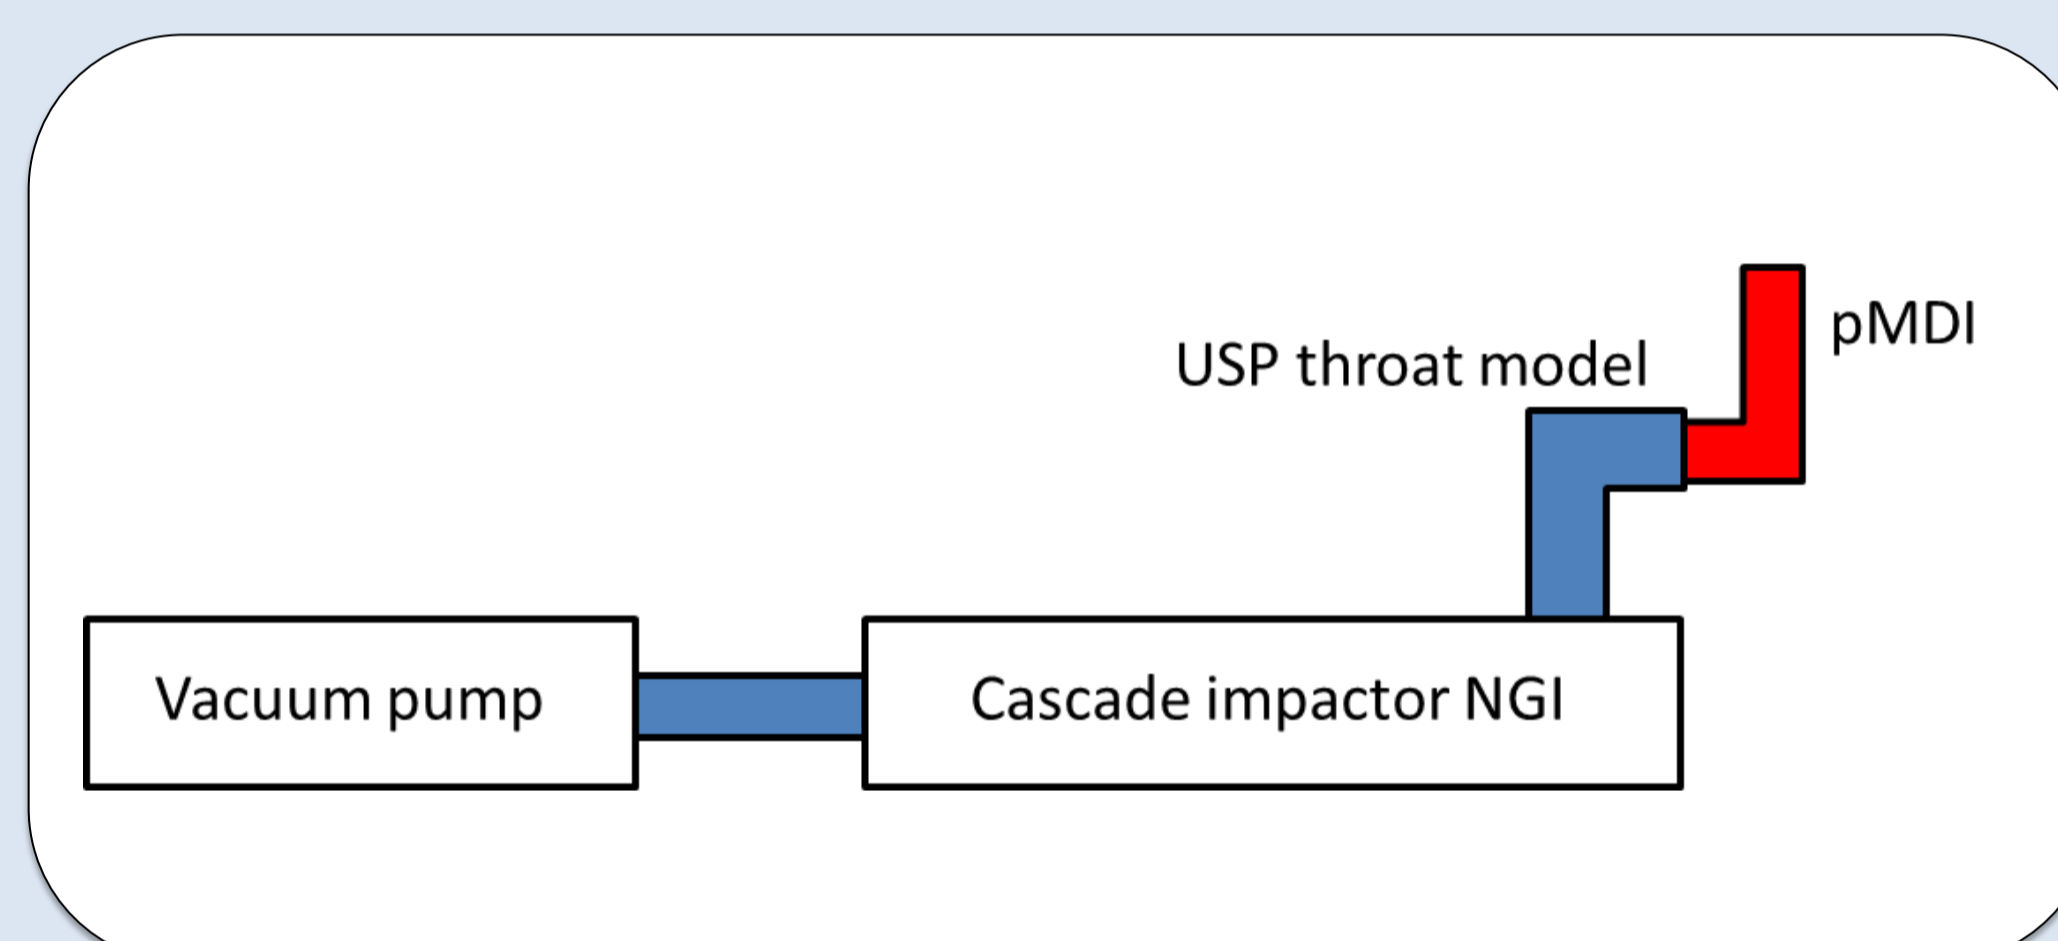 pMDI
USP throat model
Vacuum pump
Cascade impactor NGI